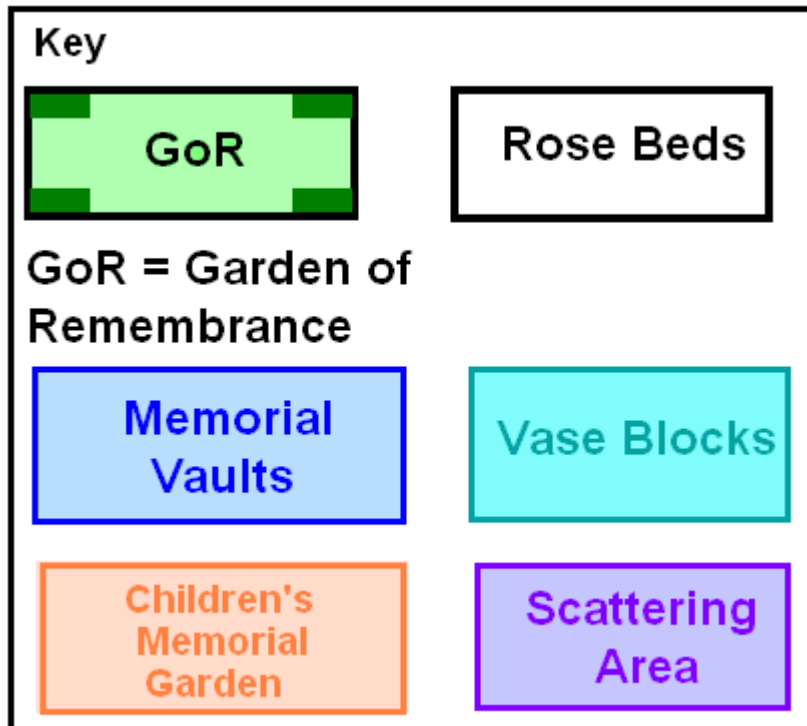 Key
GoR
Rose Beds
GoR = Garden of
Remembrance
Memorial
Vaults
Vase Blocks
Children's
Memorial
Garden
Scattering
Area